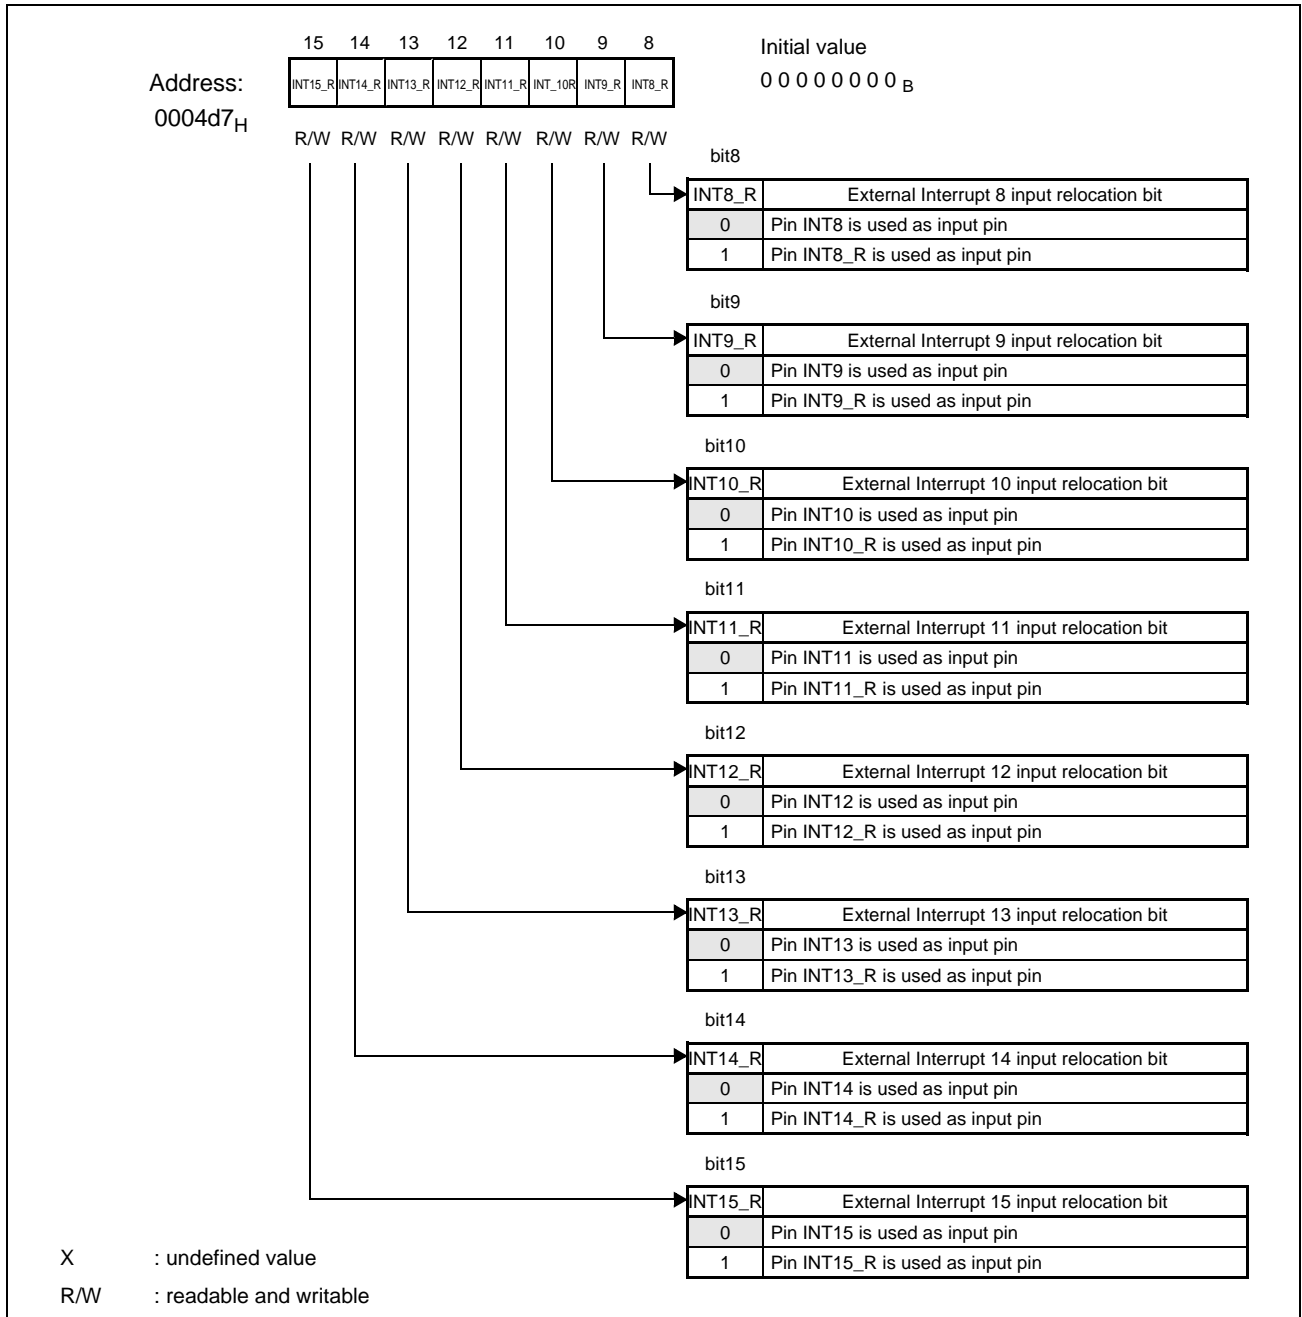 15 14 13 12 11 10 9 8
Initial value
Address:
INT15_R INT14_R INT13_R INT12_R INT11_R INT_10R INT9_R INT8_R
0 0 0 0 0 0 0 0 B
0004d7H
R/W R/W R/W R/W R/W R/W R/W R/W
bit8
INT8_R External Interrupt 8 input relocation bit
0 Pin INT8 is used as input pin
1 Pin INT8_R is used as input pin
bit9
INT9_R External Interrupt 9 input relocation bit
0 Pin INT9 is used as input pin
1 Pin INT9_R is used as input pin
bit10
INT10_R External Interrupt 10 input relocation bit
0 Pin INT10 is used as input pin
1 Pin INT10_R is used as input pin
bit11
INT11_R External Interrupt 11 input relocation bit
0 Pin INT11 is used as input pin
1 Pin INT11_R is used as input pin
bit12
INT12_R External Interrupt 12 input relocation bit
0 Pin INT12 is used as input pin
1 Pin INT12_R is used as input pin
bit13
INT13_R External Interrupt 13 input relocation bit
0 Pin INT13 is used as input pin
1 Pin INT13_R is used as input pin
bit14
INT14_R External Interrupt 14 input relocation bit
0 Pin INT14 is used as input pin
1 Pin INT14_R is used as input pin
bit15
INT15_R External Interrupt 15 input relocation bit
0 Pin INT15 is used as input pin
1 Pin INT15_R is used as input pin
X : undefined value
R/W : readable and writable